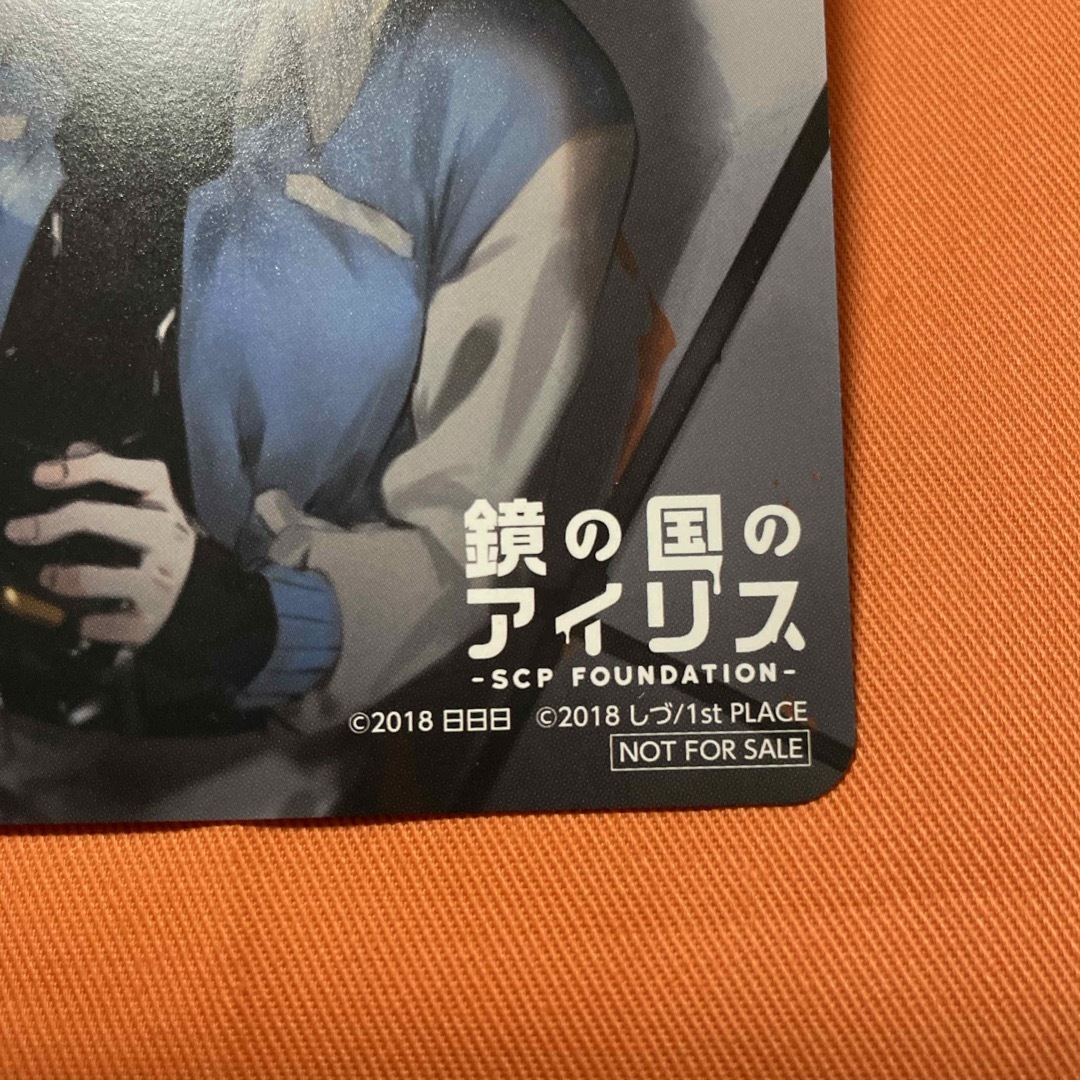 鏡の国の
アイリス
-SCP FOUNDATION-
©2018 日日日 ©2018 しづ/1st PLACE
NOT FOR SALE